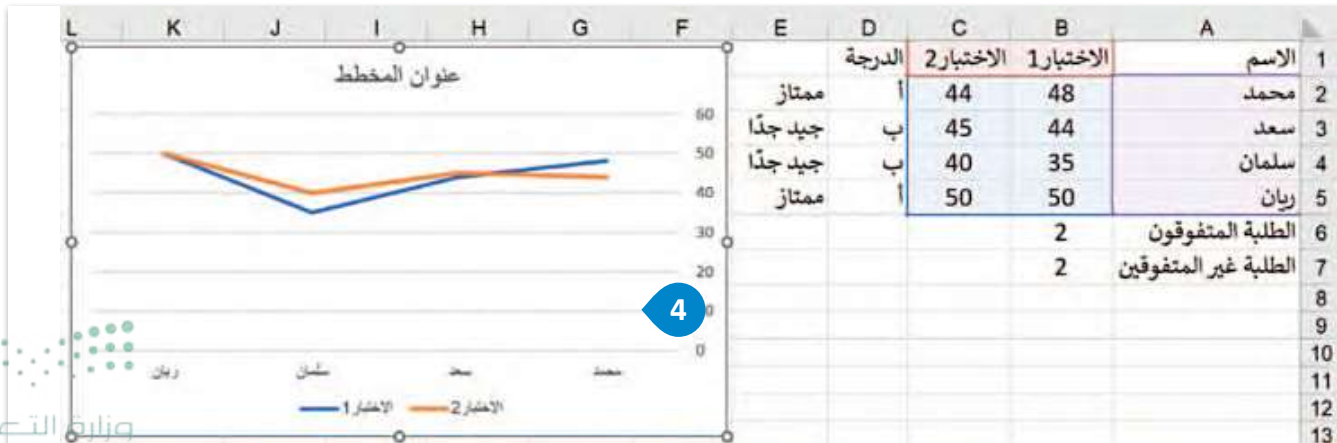 A B C D E F G H I J K L
1 الاسم الاختبار1 الاختبار2 الدرجة
2 محمد 48 44 أ ممتاز
3 سعد 44 45 ب جيد جدًا
4 سلمان 35 40 ب جيد جدًا
5 ريان 50 50 أ ممتاز
6 الطلبة المتفوقون 2
7 الطلبة غير المتفوقين 2
8
9
10
11
12
13
عنوان المخطط
60
50
40
30
20
0
0
محمد سعد سلمان ريان
الاختبار2 الاختبار1
4
وزارة